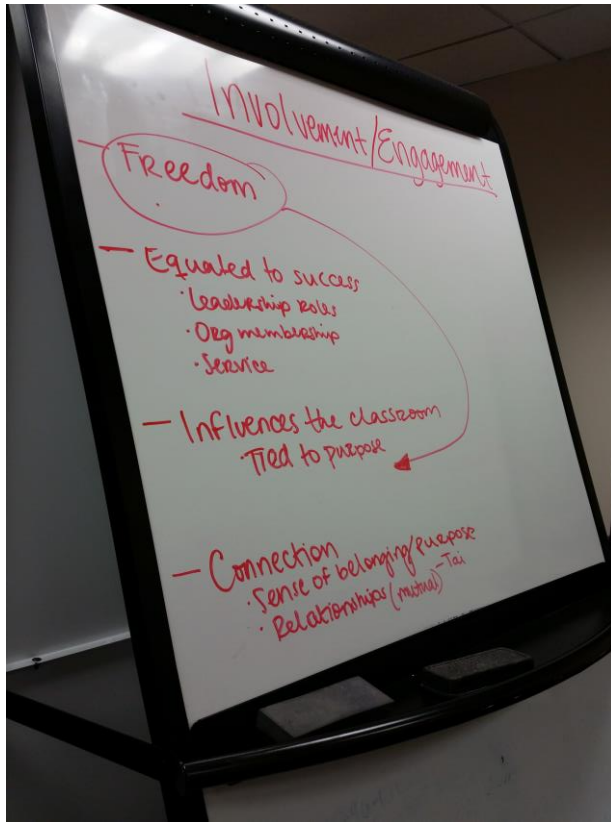 Involvement/Engagement
— Freedom
— Equated to success
· Leadership Roles
· Org membership
· Service
— Influences the classroom
· Tied to purpose
— Connection
· Sense of belonging/purpose
· Relationships (mutual) - Tai